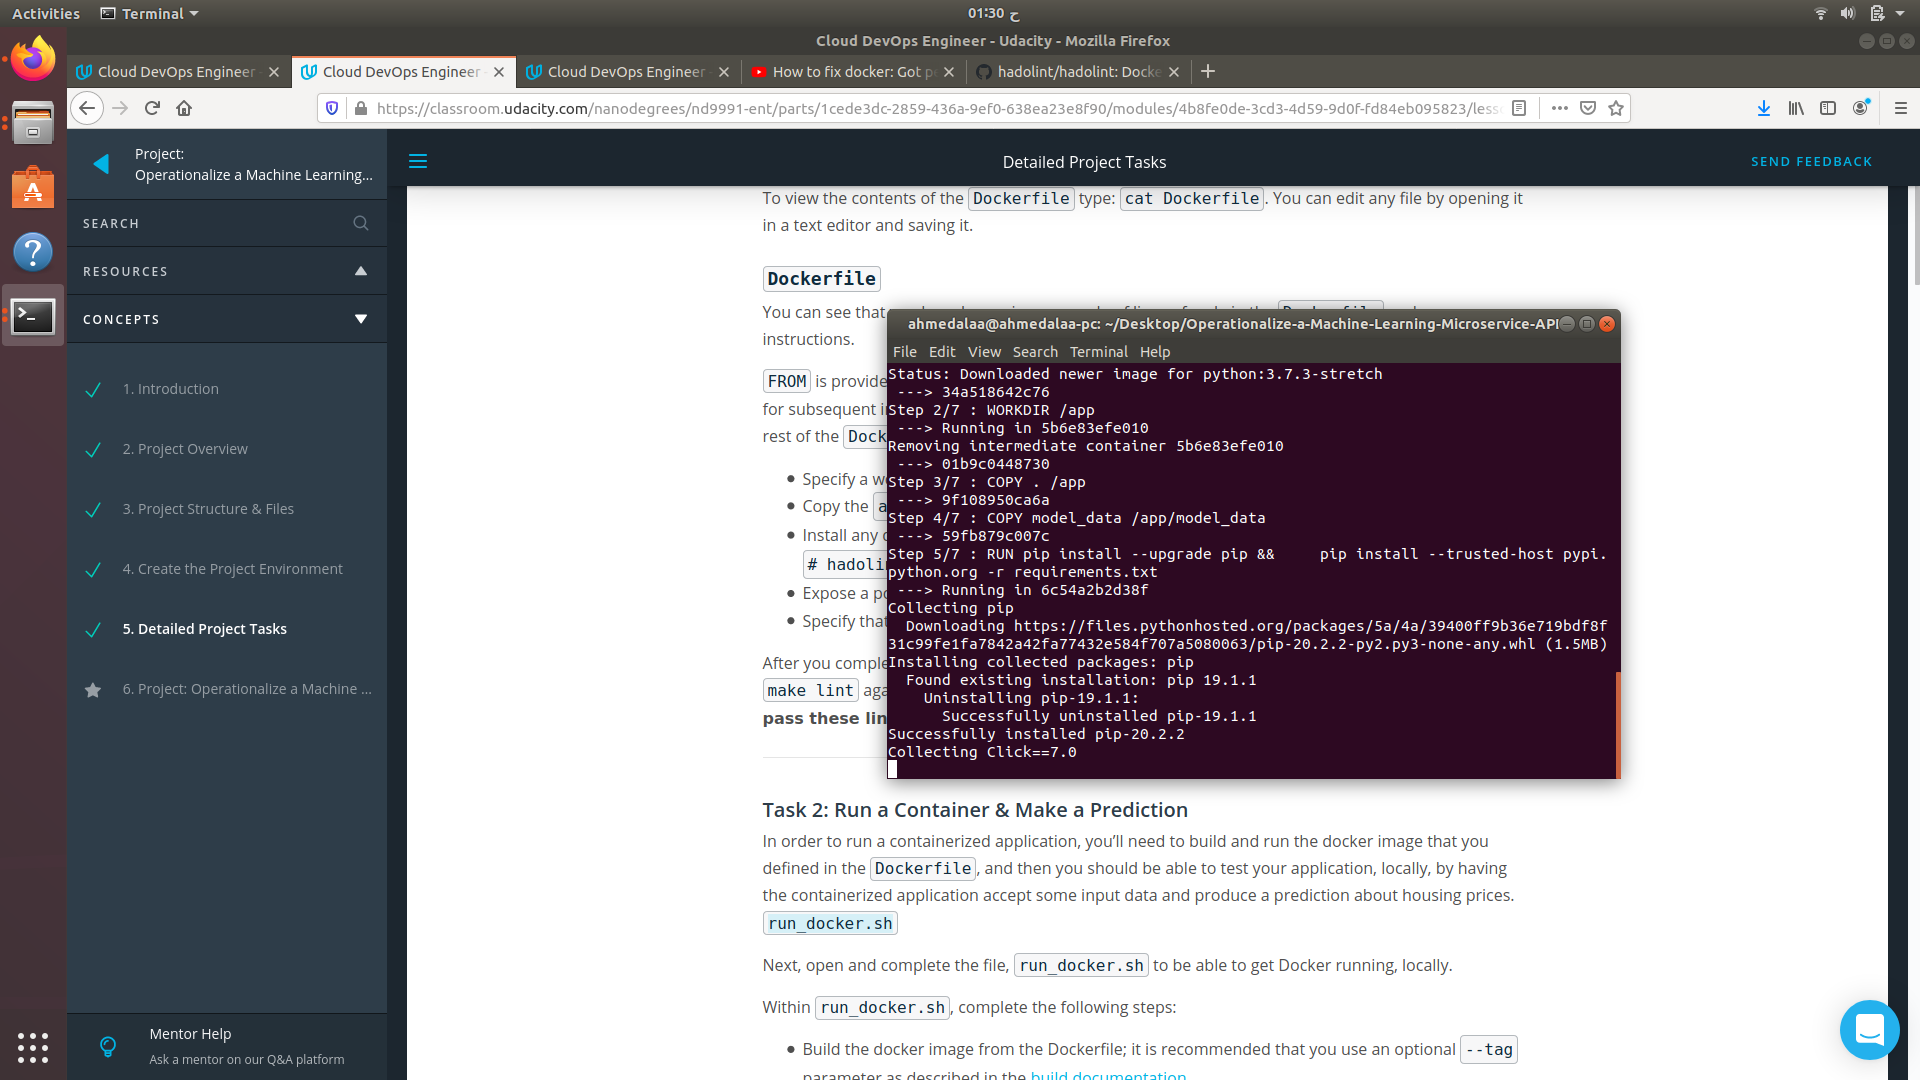 Activities
Terminal
01:30 ح
Cloud DevOps Engineer - Udacity - Mozilla Firefox
Cloud DevOps Engineer
Cloud DevOps Engineer
Cloud DevOps Engineer
How to fix docker: Got pe
hadolint/hadolint: Docke
https://classroom.udacity.com/nanodegrees/nd9991-ent/parts/1cede3dc-2859-436a-9ef0-638ea23e8f90/modules/4b8fe0de-3cd3-4d59-9d0f-fd84eb095823/less
Project:
Operationalize a Machine Learning...
SEARCH
RESOURCES
CONCEPTS
1. Introduction
2. Project Overview
3. Project Structure & Files
4. Create the Project Environment
5. Detailed Project Tasks
6. Project: Operationalize a Machine ...
Mentor Help
Ask a mentor on our Q&A platform
Detailed Project Tasks
SEND FEEDBACK
To view the contents of the Dockerfile type: cat Dockerfile. You can edit any file by opening it
in a text editor and saving it.
Dockerfile
You can see that
instructions.
FROM is provide
for subsequent i
rest of the Dock
Specify a w
Copy the a
Install any
# hadolin
Expose a po
Specify that
After you comple
make lint aga
pass these lin
ahmedalaa@ahmedalaa-pc: ~/Desktop/Operationalize-a-Machine-Learning-Microservice-API
File Edit View Search Terminal Help
Status: Downloaded newer image for python:3.7.3-stretch
---> 34a518642c76
Step 2/7 : WORKDIR /app
---> Running in 5b6e83efe010
Removing intermediate container 5b6e83efe010
---> 01b9c0448730
Step 3/7 : COPY . /app
---> 9f108950ca6a
Step 4/7 : COPY model_data /app/model_data
---> 59fb879c007c
Step 5/7 : RUN pip install --upgrade pip &&     pip install --trusted-host pypi.
python.org -r requirements.txt
---> Running in 6c54a2b2d38f
Collecting pip
Downloading https://files.pythonhosted.org/packages/5a/4a/39400ff9b36e719bdf8f
31c99fe1fa7842a42fa77432e584f707a5080063/pip-20.2.2-py2.py3-none-any.whl (1.5MB)
Installing collected packages: pip
Found existing installation: pip 19.1.1
Uninstalling pip-19.1.1:
Successfully uninstalled pip-19.1.1
Successfully installed pip-20.2.2
Collecting Click==7.0
Task 2: Run a Container & Make a Prediction
In order to run a containerized application, you’ll need to build and run the docker image that you
defined in the Dockerfile, and then you should be able to test your application, locally, by having
the containerized application accept some input data and produce a prediction about housing prices.
run_docker.sh
Next, open and complete the file, run_docker.sh to be able to get Docker running, locally.
Within run_docker.sh, complete the following steps:
Build the docker image from the Dockerfile; it is recommended that you use an optional --tag
parameter as described in the build documentation